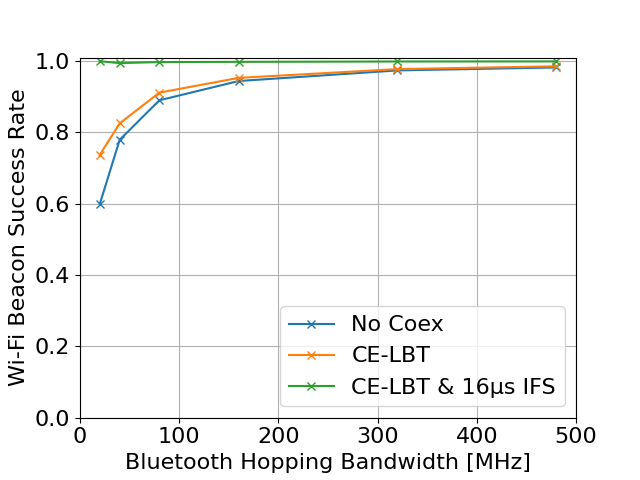 1.0
0.8
0.6
0.4
0.2
0.0
Wi-Fi Beacon Success Rate
No Coex
CE-LBT
CE-LBT & 16μs IFS
0 100 200 300 400 500
Bluetooth Hopping Bandwidth [MHz]